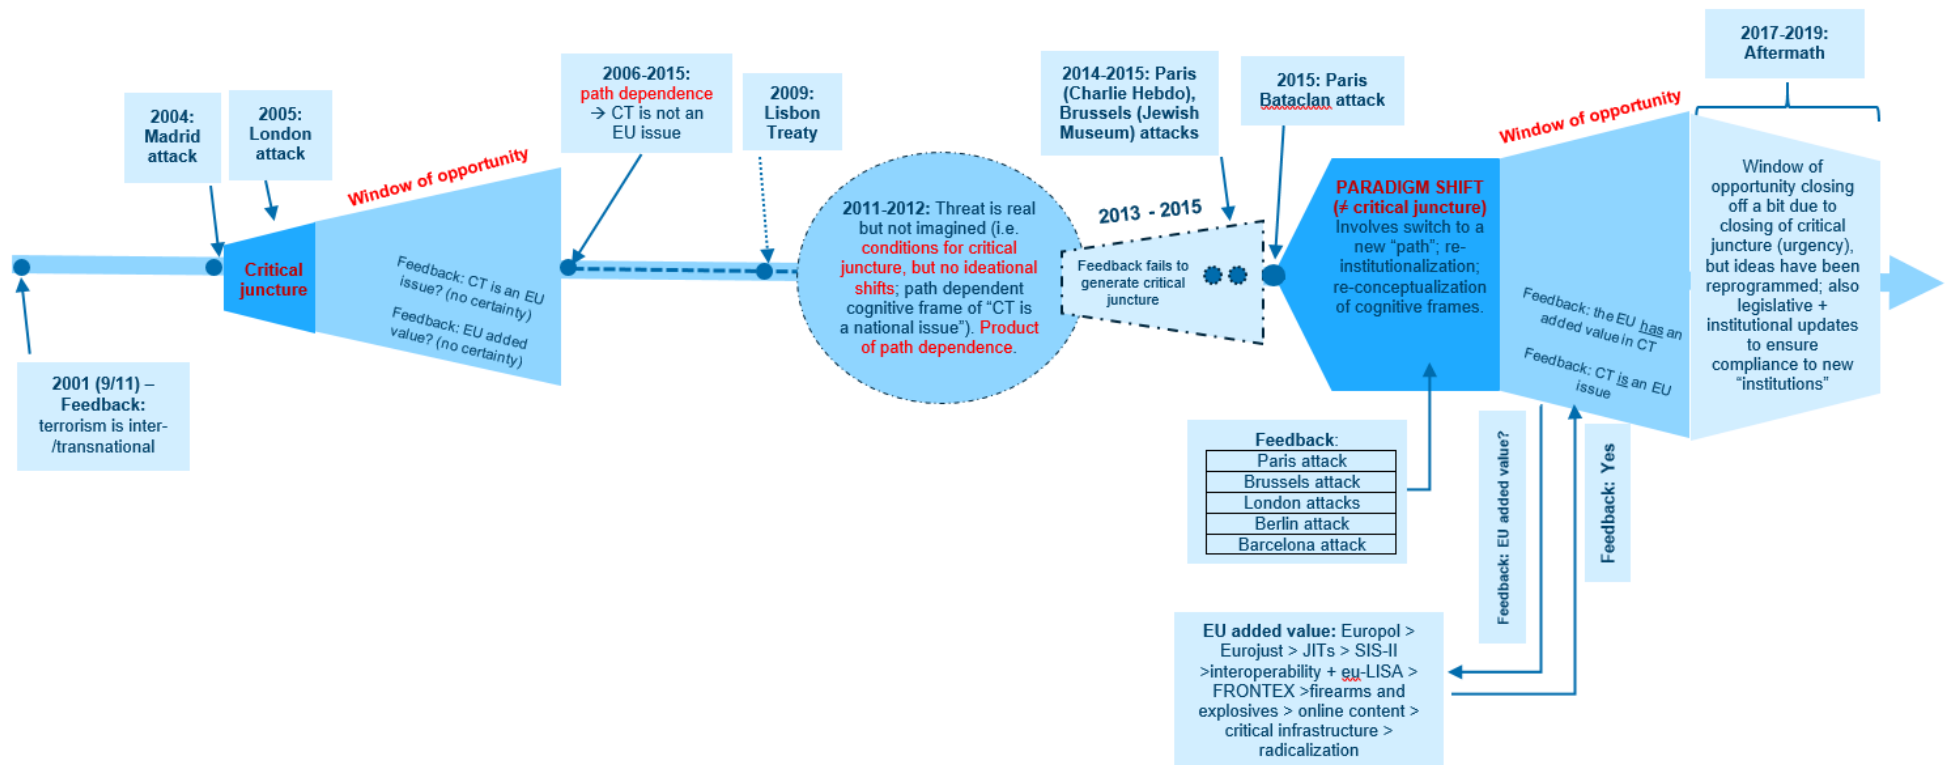 2001 (9/11) –
Feedback:
terrorism is inter-
/transnational
2004:
Madrid
attack
2005:
London
attack
Critical
juncture
Window of opportunity
Feedback: CT is an EU
issue? (no certainty)
Feedback: EU added
value? (no certainty)
2006-2015:
path dependence
→ CT is not an
EU issue
2009:
Lisbon
Treaty
2011-2012: Threat is real
but not imagined (i.e.
conditions for critical
juncture, but no ideational
shifts; path dependent
cognitive frame of “CT is
a national issue”). Product
of path dependence.
2013 - 2015
Feedback fails to
generate critical
juncture
2014-2015: Paris
(Charlie Hebdo),
Brussels (Jewish
Museum) attacks
2015: Paris
Bataclan attack
PARADIGM SHIFT
(≠ critical juncture)
Involves switch to a
new “path”; re-
institutionalization;
re-conceptualization
of cognitive frames.
Feedback:
Paris attack
Brussels attack
London attacks
Berlin attack
Barcelona attack
Window of opportunity
Feedback: the EU has an
added value in CT
Feedback: CT is an EU
issue
Feedback: EU added value?
Feedback: Yes
EU added value: Europol >
Eurojust > JITs > SIS-II
>interoperability + eu-LISA >
FRONTEX >firearms and
explosives > online content >
critical infrastructure >
radicalization
2017-2019:
Aftermath
Window of
opportunity closing
off a bit due to
closing of critical
juncture (urgency),
but ideas have been
reprogrammed; also
legislative +
institutional updates
to ensure
compliance to new
“institutions”